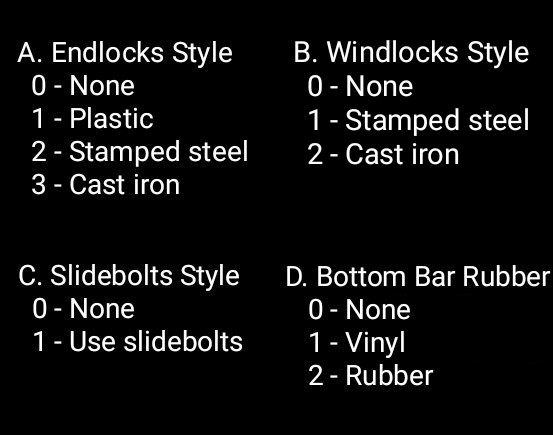 A. Endlocks Style
0 - None
1 - Plastic
2 - Stamped steel
3 - Cast iron
B. Windlocks Style
0 - None
1 - Stamped steel
2 - Cast iron
C. Slidebolts Style
0 - None
1 - Use slidebolts
D. Bottom Bar Rubber
0 - None
1 - Vinyl
2 - Rubber